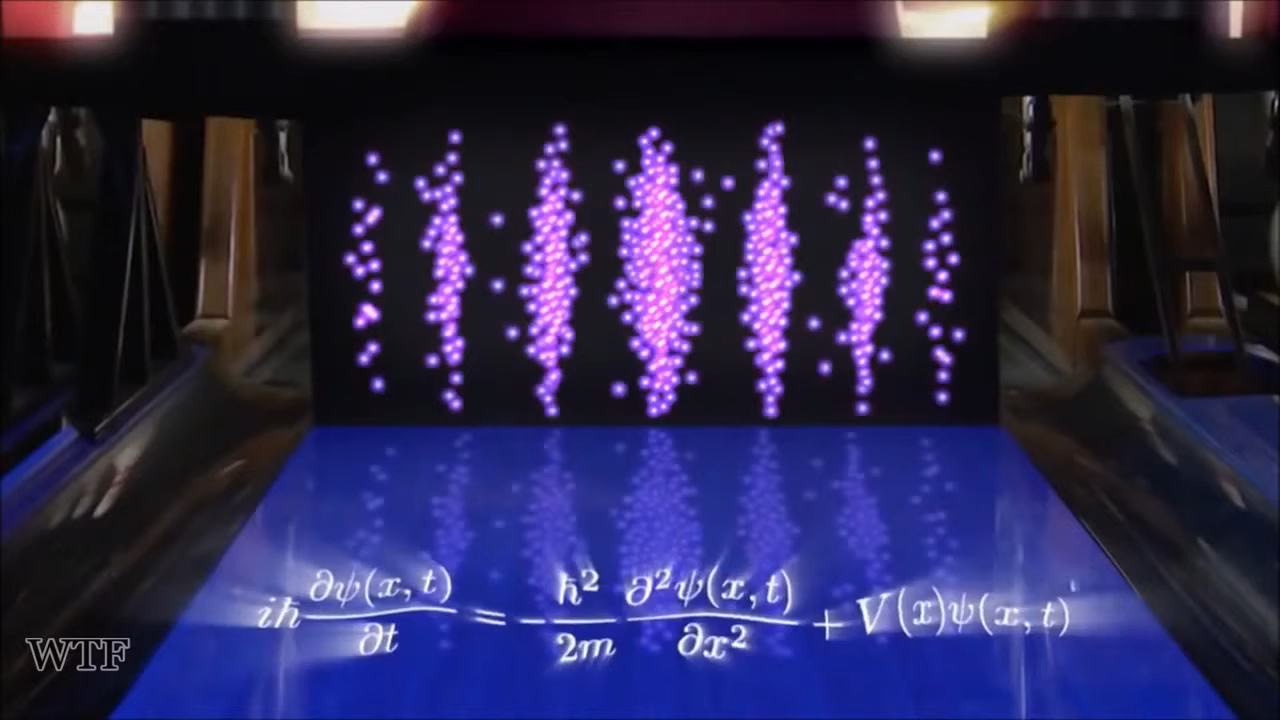 iℏ ∂ψ(x, t)/∂t = − ℏ²/2m ∂²ψ(x, t)/∂x² + V(x)ψ(x, t)
WTF